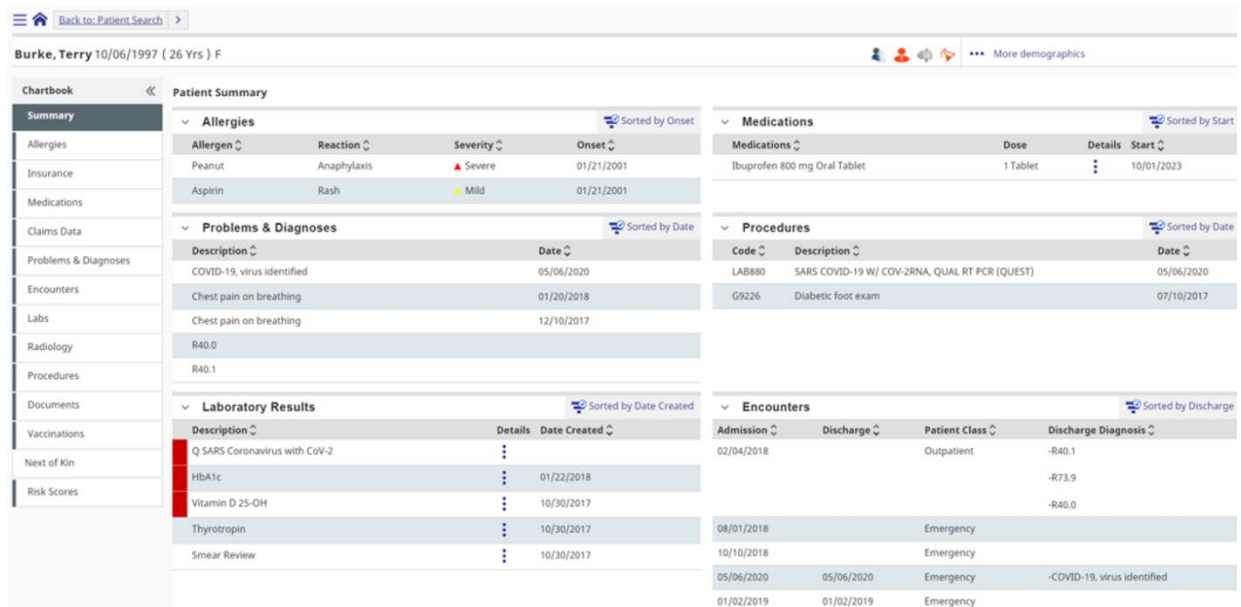 Back to: Patient Search >
Burke, Terry 10/06/1997 ( 26 Yrs ) F
••• More demographics
Chartbook
Summary
Allergies
Insurance
Medications
Claims Data
Problems & Diagnoses
Encounters
Labs
Radiology
Procedures
Documents
Vaccinations
Next of Kin
Risk Scores
Patient Summary
Allergies Sorted by Onset
Allergen Reaction Severity Onset
Peanut Anaphylaxis Severe 01/21/2001
Aspirin Rash Mild 01/21/2001
Medications Sorted by Start
Medications Dose Details Start
Ibuprofen 800 mg Oral Tablet 1 Tablet 10/01/2023
Problems & Diagnoses Sorted by Date
Description Date
COVID-19, virus identified 05/06/2020
Chest pain on breathing 01/20/2018
Chest pain on breathing 12/10/2017
R40.0
R40.1
Procedures Sorted by Date
Code Description Date
LAB880 SARS COVID-19 W/ COV-2RNA, QUAL RT PCR (QUEST) 05/06/2020
G9226 Diabetic foot exam 07/10/2017
Laboratory Results Sorted by Date Created
Description Details Date Created
Q SARS Coronavirus with CoV-2
HbA1c 01/22/2018
Vitamin D 25-OH 10/30/2017
Thyrotropin 10/30/2017
Smear Review 10/30/2017
Encounters Sorted by Discharge
Admission Discharge Patient Class Discharge Diagnosis
02/04/2018 Outpatient -R40.1
-R73.9
-R40.0
08/01/2018 Emergency
10/10/2018 Emergency
05/06/2020 05/06/2020 Emergency -COVID-19, virus identified
01/02/2019 01/02/2019 Emergency